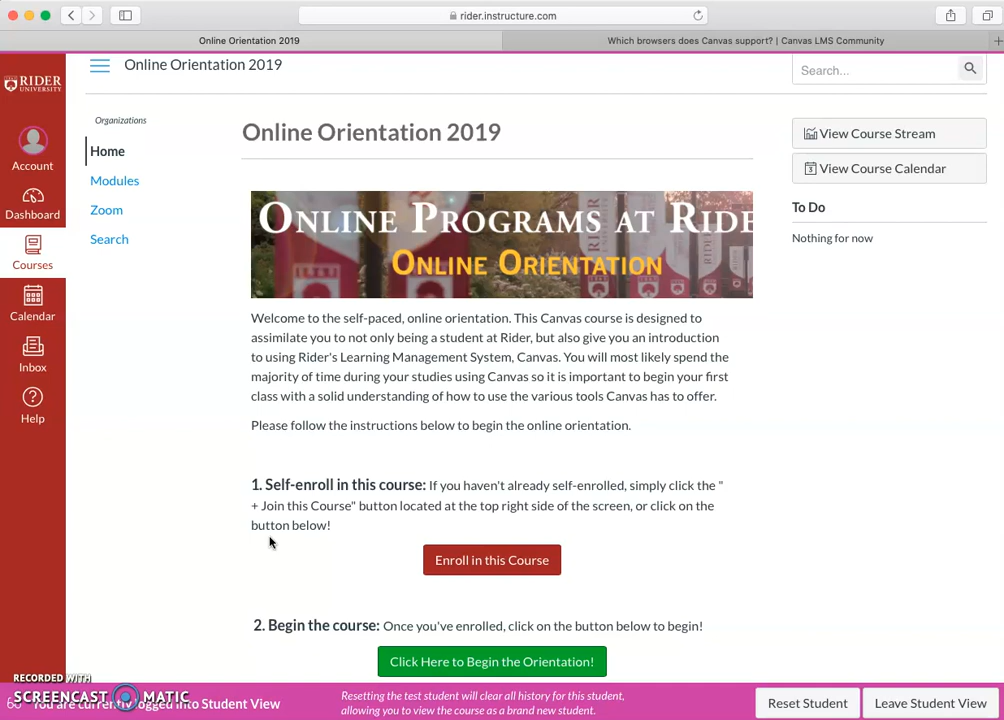 rider.instructure.com
Online Orientation 2019
Which browsers does Canvas support? | Canvas LMS Community
RIDER
UNIVERSITY
Online Orientation 2019
Search...
Account
Dashboard
Courses
Calendar
Inbox
Help
Organizations
Home
Modules
Zoom
Search
Online Orientation 2019
ONLINE PROGRAMS AT RIDE
ONLINE ORIENTATION
Welcome to the self-paced, online orientation. This Canvas course is designed to
assimilate you to not only being a student at Rider, but also give you an introduction
to using Rider's Learning Management System, Canvas. You will most likely spend the
majority of time during your studies using Canvas so it is important to begin your first
class with a solid understanding of how to use the various tools Canvas has to offer.
Please follow the instructions below to begin the online orientation.
1. Self-enroll in this course: If you haven't already self-enrolled, simply click the "
+ Join this Course" button located at the top right side of the screen, or click on the
button below!
Enroll in this Course
2. Begin the course: Once you've enrolled, click on the button below to begin!
Click Here to Begin the Orientation!
View Course Stream
3 View Course Calendar
To Do
Nothing for now
RECORDED WITH
SCREENCAST MATIC
You are currently logged into Student View
Resetting the test student will clear all history for this student,
allowing you to view the course as a brand new student.
Reset Student
Leave Student View